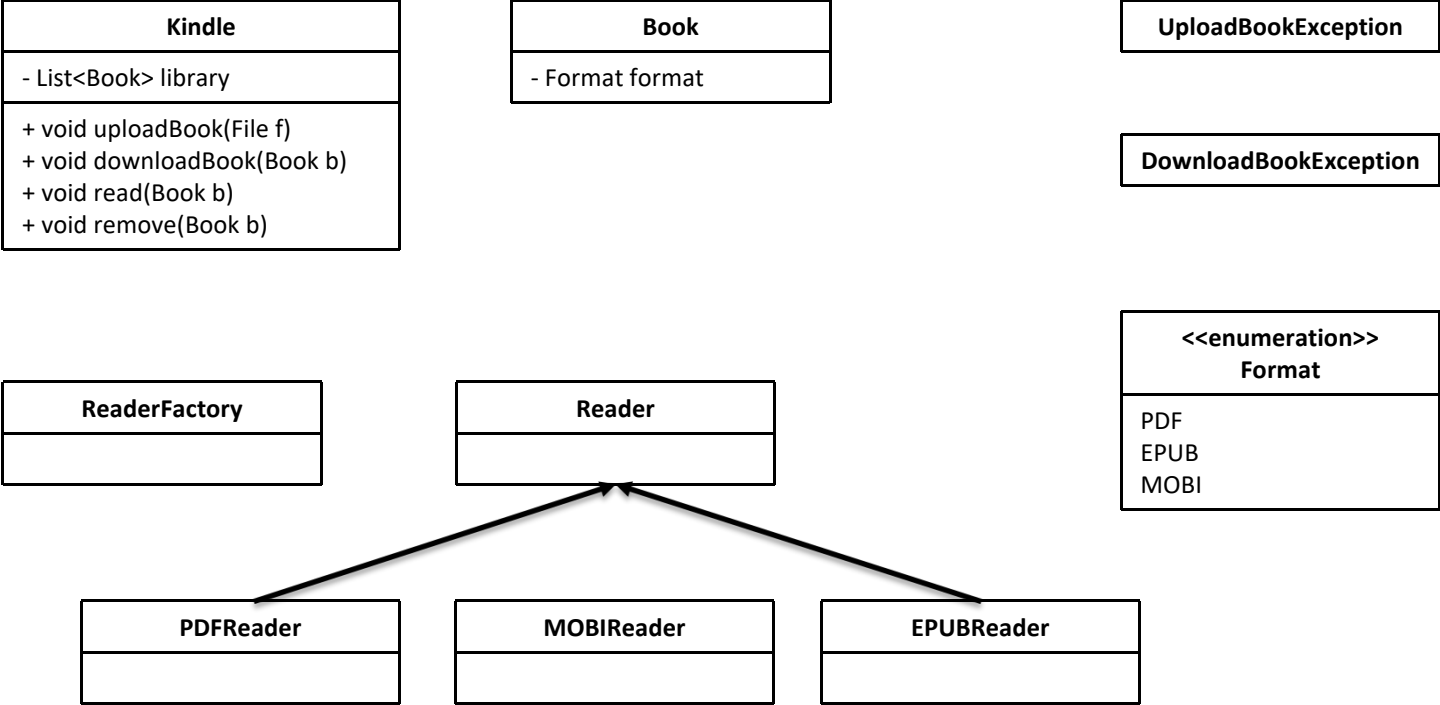 Kindle
- List<Book> library
+ void uploadBook(File f)
+ void downloadBook(Book b)
+ void read(Book b)
+ void remove(Book b)
Book
- Format format
UploadBookException
DownloadBookException
<<enumeration>>
Format
PDF
EPUB
MOBI
ReaderFactory
Reader
PDFReader
MOBIReader
EPUBReader